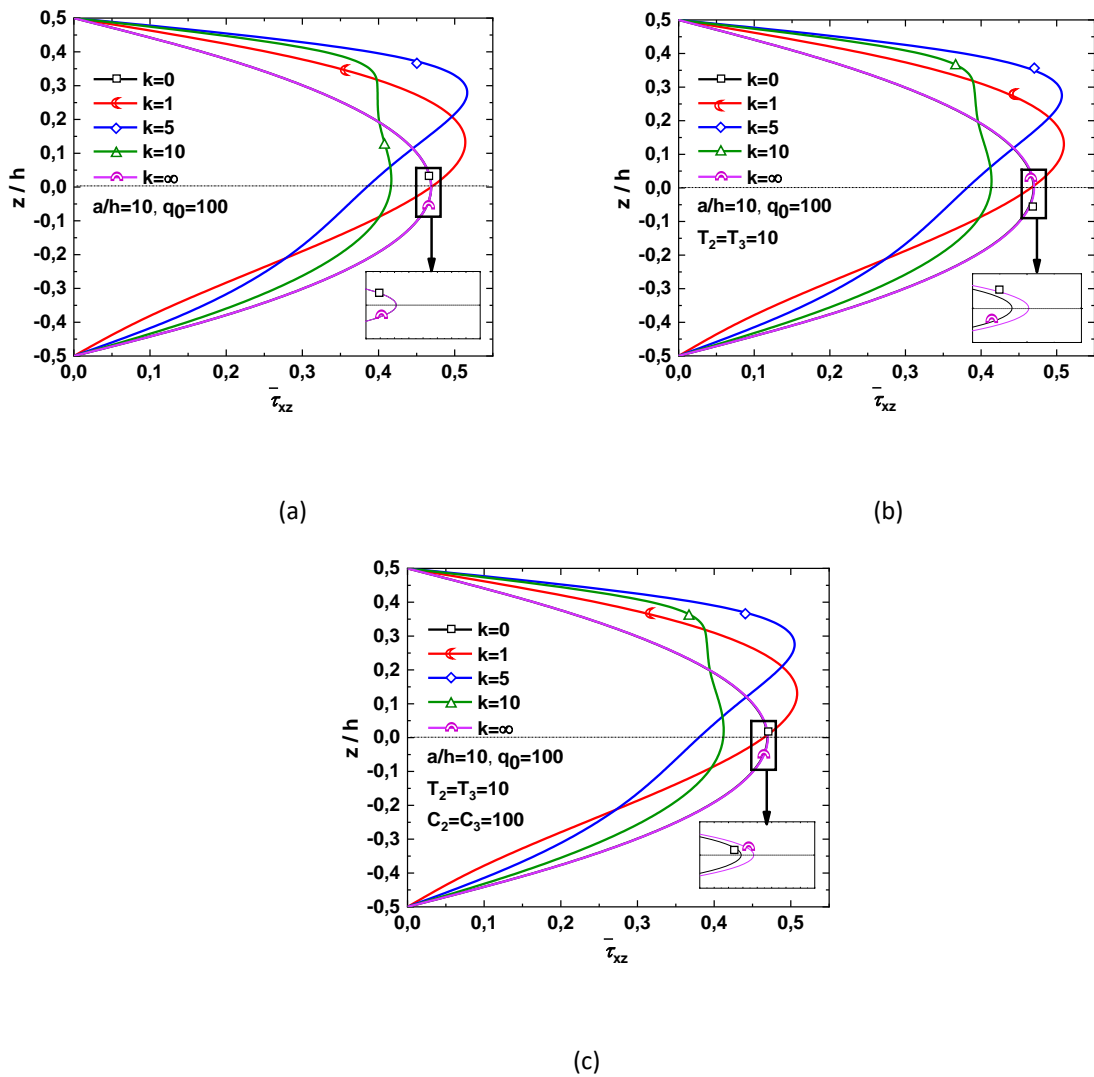 0,5
0,4
0,3
0,2
0,1
0,0
-0,1
-0,2
-0,3
-0,4
-0,5
z / h
k=0
k=1
k=5
k=10
k=∞
a/h=10, q0=100
0,0 0,1 0,2 0,3 0,4 0,5
τ̄xz
(a)
0,5
0,4
0,3
0,2
0,1
0,0
-0,1
-0,2
-0,3
-0,4
-0,5
z / h
k=0
k=1
k=5
k=10
k=∞
a/h=10, q0=100
T2=T3=10
0,0 0,1 0,2 0,3 0,4 0,5
τ̄xz
(b)
0,5
0,4
0,3
0,2
0,1
0,0
-0,1
-0,2
-0,3
-0,4
-0,5
z / h
k=0
k=1
k=5
k=10
k=∞
a/h=10, q0=100
T2=T3=10
C2=C3=100
0,0 0,1 0,2 0,3 0,4 0,5
τ̄xz
(c)